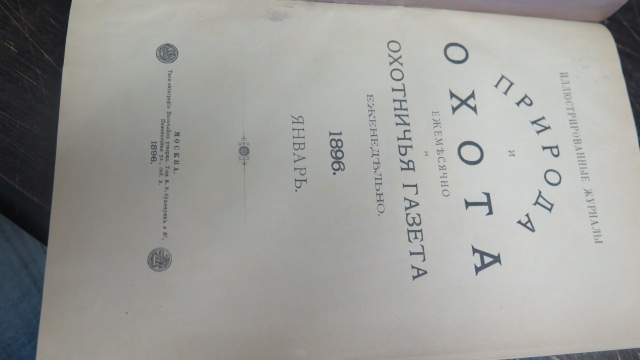 ИЛЛЮСТРИРОВАННЫЕ ЖУРНАЛЫ
ПРИРОДА
И
ОХОТА
ЕЖЕМѢСЯЧНО
И
ОХОТНИЧЬЯ ГАЗЕТА
ЕЖЕНЕДѢЛЬНО.
1896.
ЯНВАРЬ.
МОСКВА.
1896.